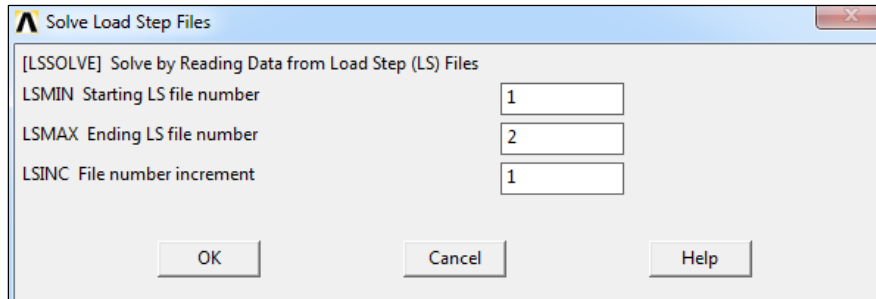 Solve Load Step Files
[LSSOLVE] Solve by Reading Data from Load Step (LS) Files
LSMIN Starting LS file number 1
LSMAX Ending LS file number 2
LSINC File number increment 1
OK Cancel Help